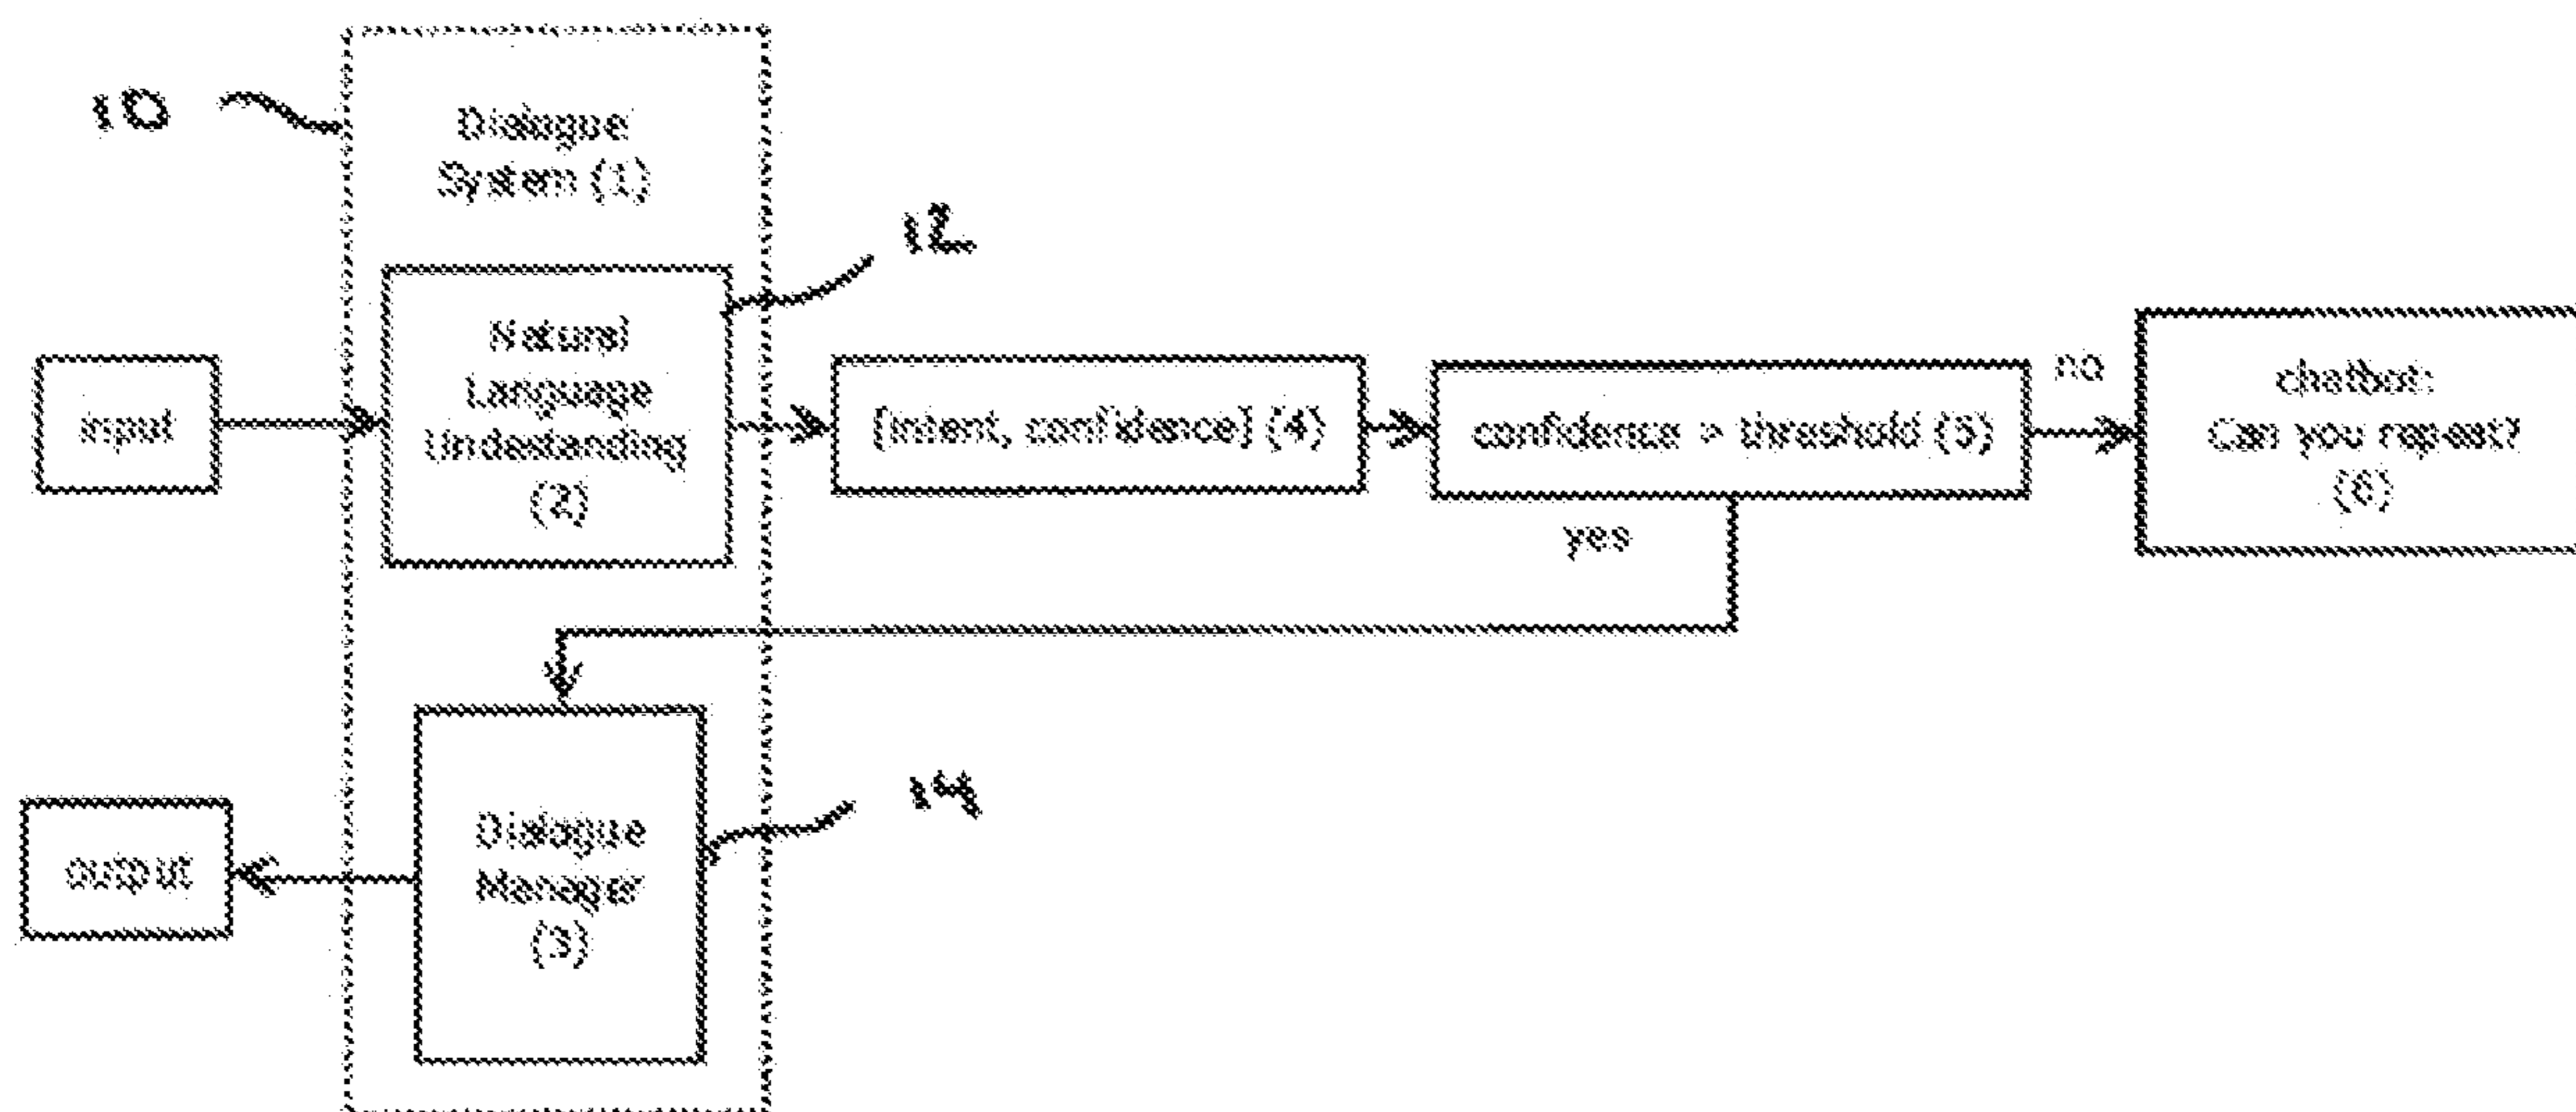 10
Dialogue
System (1)
12
Natural
Language
Undestanding
(2)
input
[intent, confidence] (4)
confidence > threshold (5)
no
chatbot:
Can you repeat?
(6)
yes
14
Dialogue
Manager
(3)
output